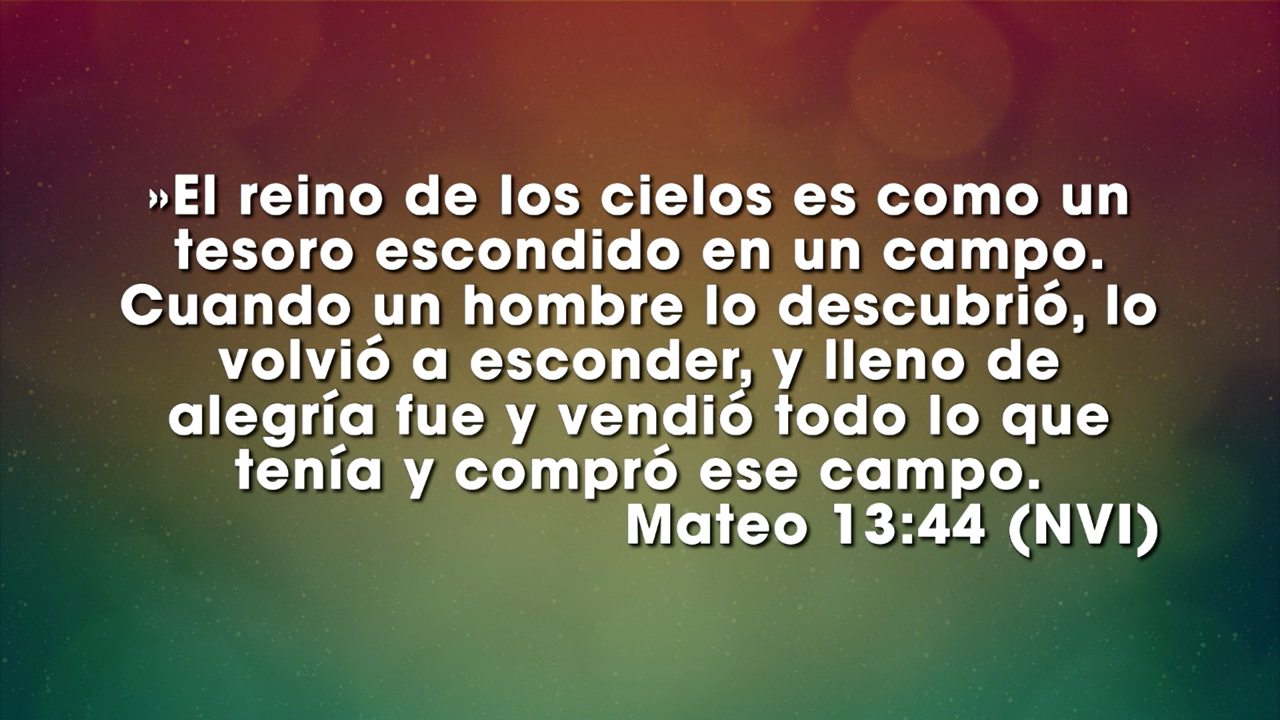 »El reino de los cielos es como un
tesoro escondido en un campo.
Cuando un hombre lo descubrió, lo
volvió a esconder, y lleno de
alegría fue y vendió todo lo que
tenía y compró ese campo.
Mateo 13:44 (NVI)